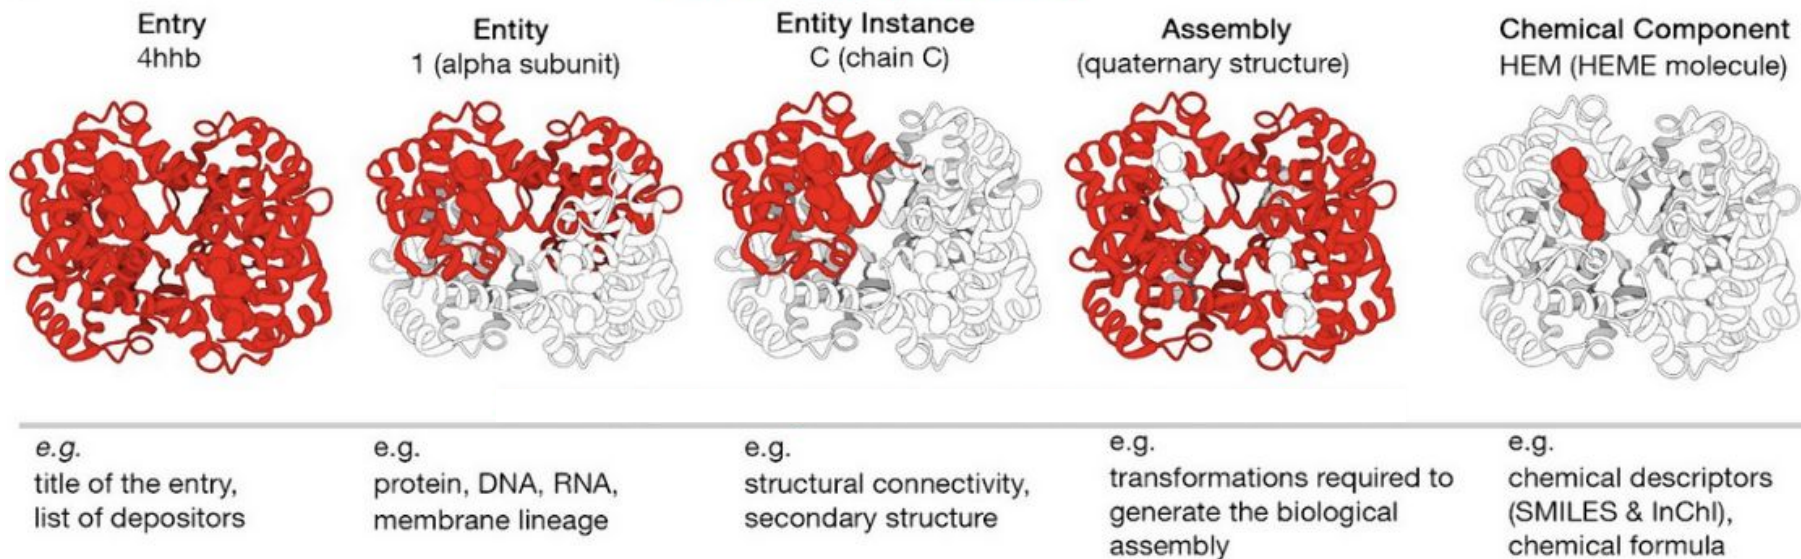 Entry
4hhb
Entity
1 (alpha subunit)
Entity Instance
C (chain C)
Assembly
(quaternary structure)
Chemical Component
HEM (HEME molecule)
e.g.
title of the entry,
list of depositors
e.g.
protein, DNA, RNA,
membrane lineage
e.g.
structural connectivity,
secondary structure
e.g.
transformations required to
generate the biological
assembly
e.g.
chemical descriptors
(SMILES & InChI),
chemical formula